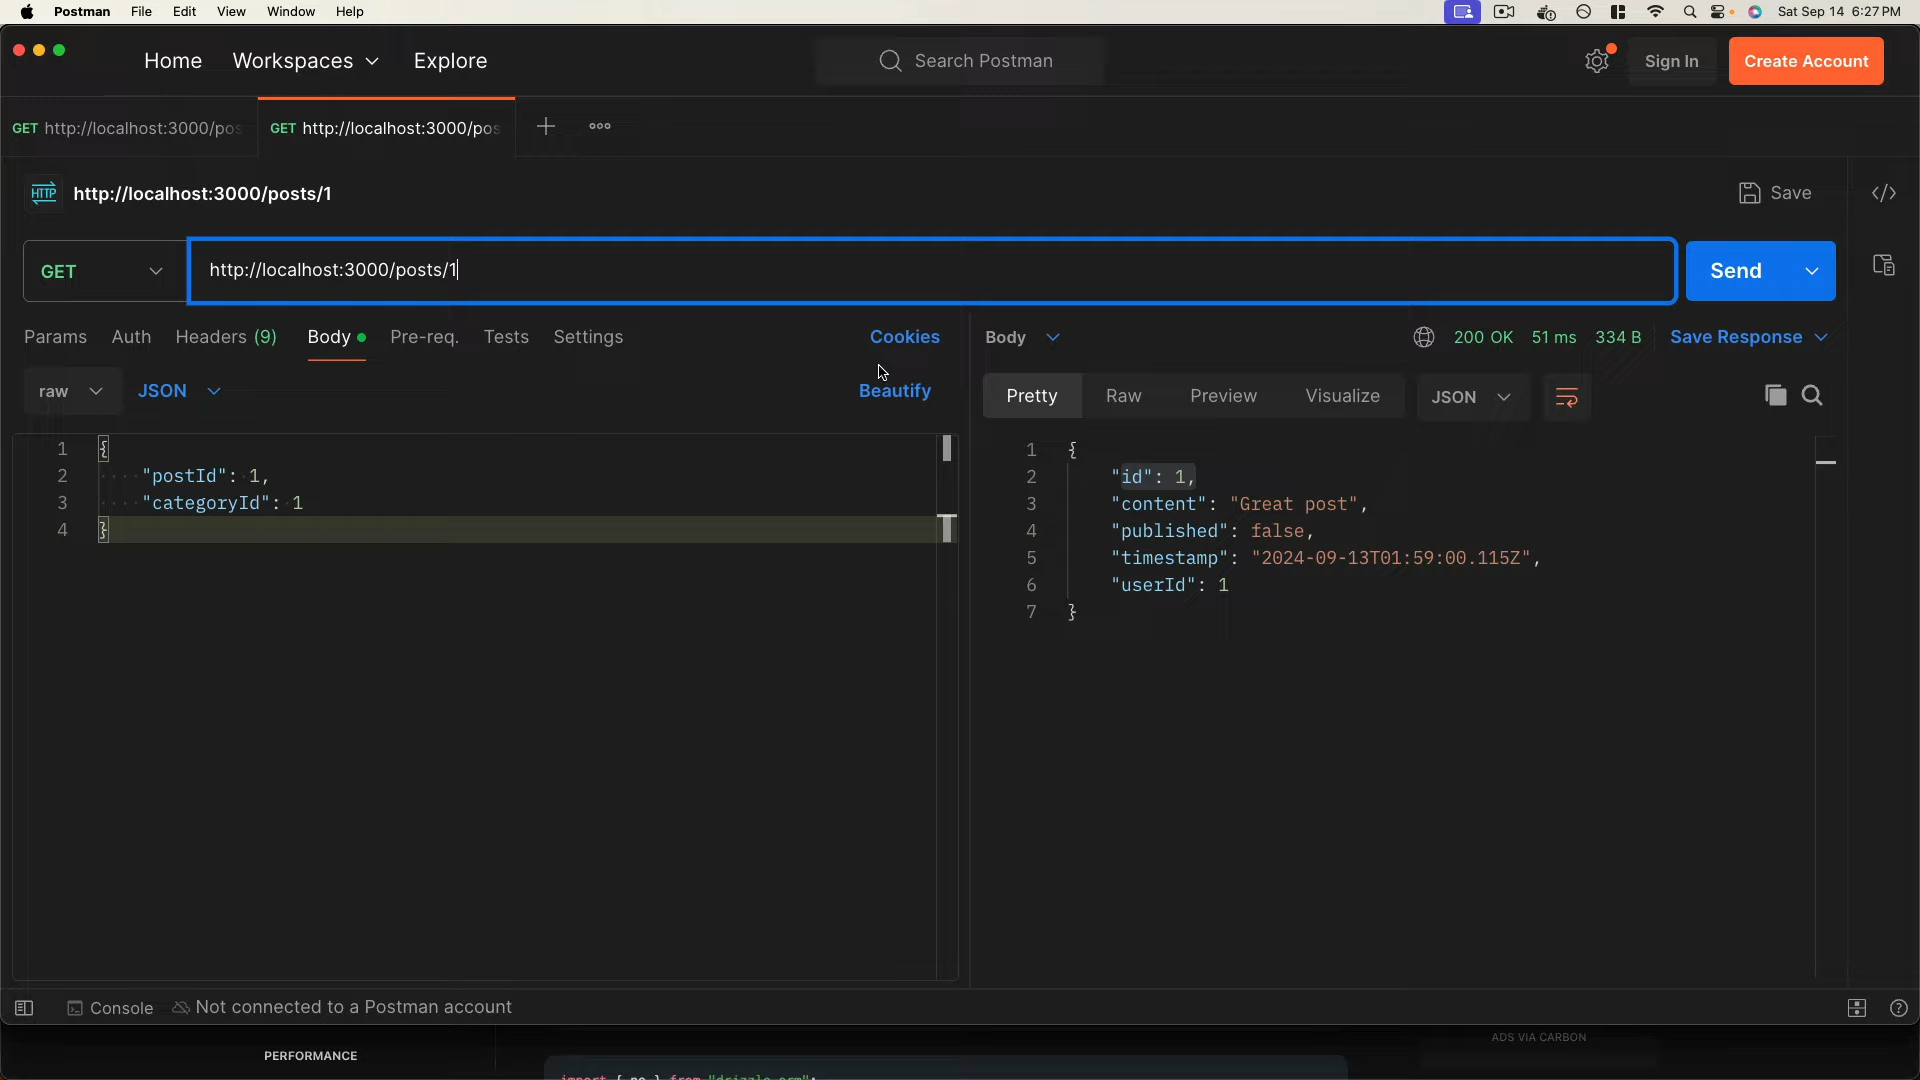 Postman File Edit View Window Help
Sat Sep 14 6:27 PM
Home Workspaces Explore
Search Postman
Sign In
Create Account
GET http://localhost:3000/pos
GET http://localhost:3000/pos
HTTP http://localhost:3000/posts/1
Save
GET
http://localhost:3000/posts/1
Send
Params Auth Headers (9) Body Pre-req. Tests Settings
Cookies
raw JSON
Beautify
1 {
2 "postId": 1,
3 "categoryId": 1
4 }
Body
200 OK 51 ms 334 B Save Response
Pretty Raw Preview Visualize JSON
1 {
2 "id": 1,
3 "content": "Great post",
4 "published": false,
5 "timestamp": "2024-09-13T01:59:00.115Z",
6 "userId": 1
7 }
Console Not connected to a Postman account
ADS VIA CARBON
PERFORMANCE